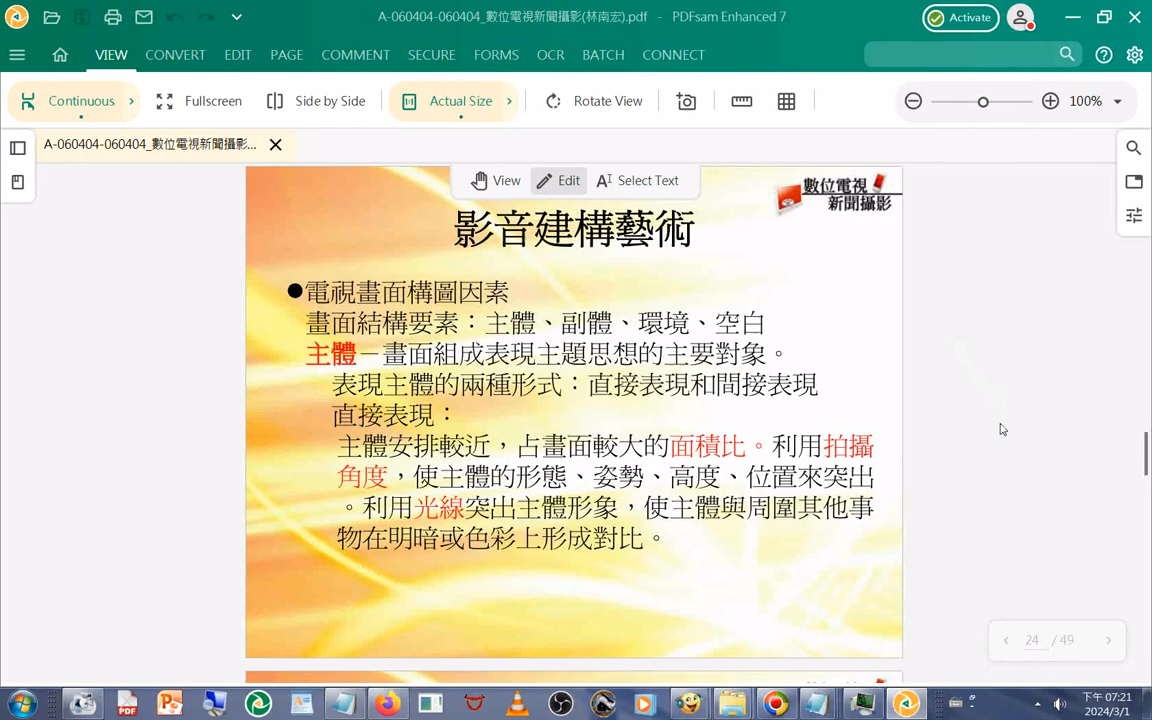 A-060404-060404_數位電視新聞攝影(林南宏).pdf - PDFsam Enhanced 7
Activate
VIEW CONVERT EDIT PAGE COMMENT SECURE FORMS OCR BATCH CONNECT
Continuous Fullscreen Side by Side Actual Size Rotate View 100%
A-060404-060404_數位電視新聞攝影...
View Edit Select Text
數位電視
新聞攝影
影音建構藝術
●電視畫面構圖因素
畫面結構要素：主體、副體、環境、空白
主體－畫面組成表現主題思想的主要對象。
表現主體的兩種形式：直接表現和間接表現
直接表現：
主體安排較近，占畫面較大的面積比。利用拍攝
角度，使主體的形態、姿勢、高度、位置來突出
。利用光線突出主體形象，使主體與周圍其他事
物在明暗或色彩上形成對比。
24 / 49
下午 07:21
2024/3/1